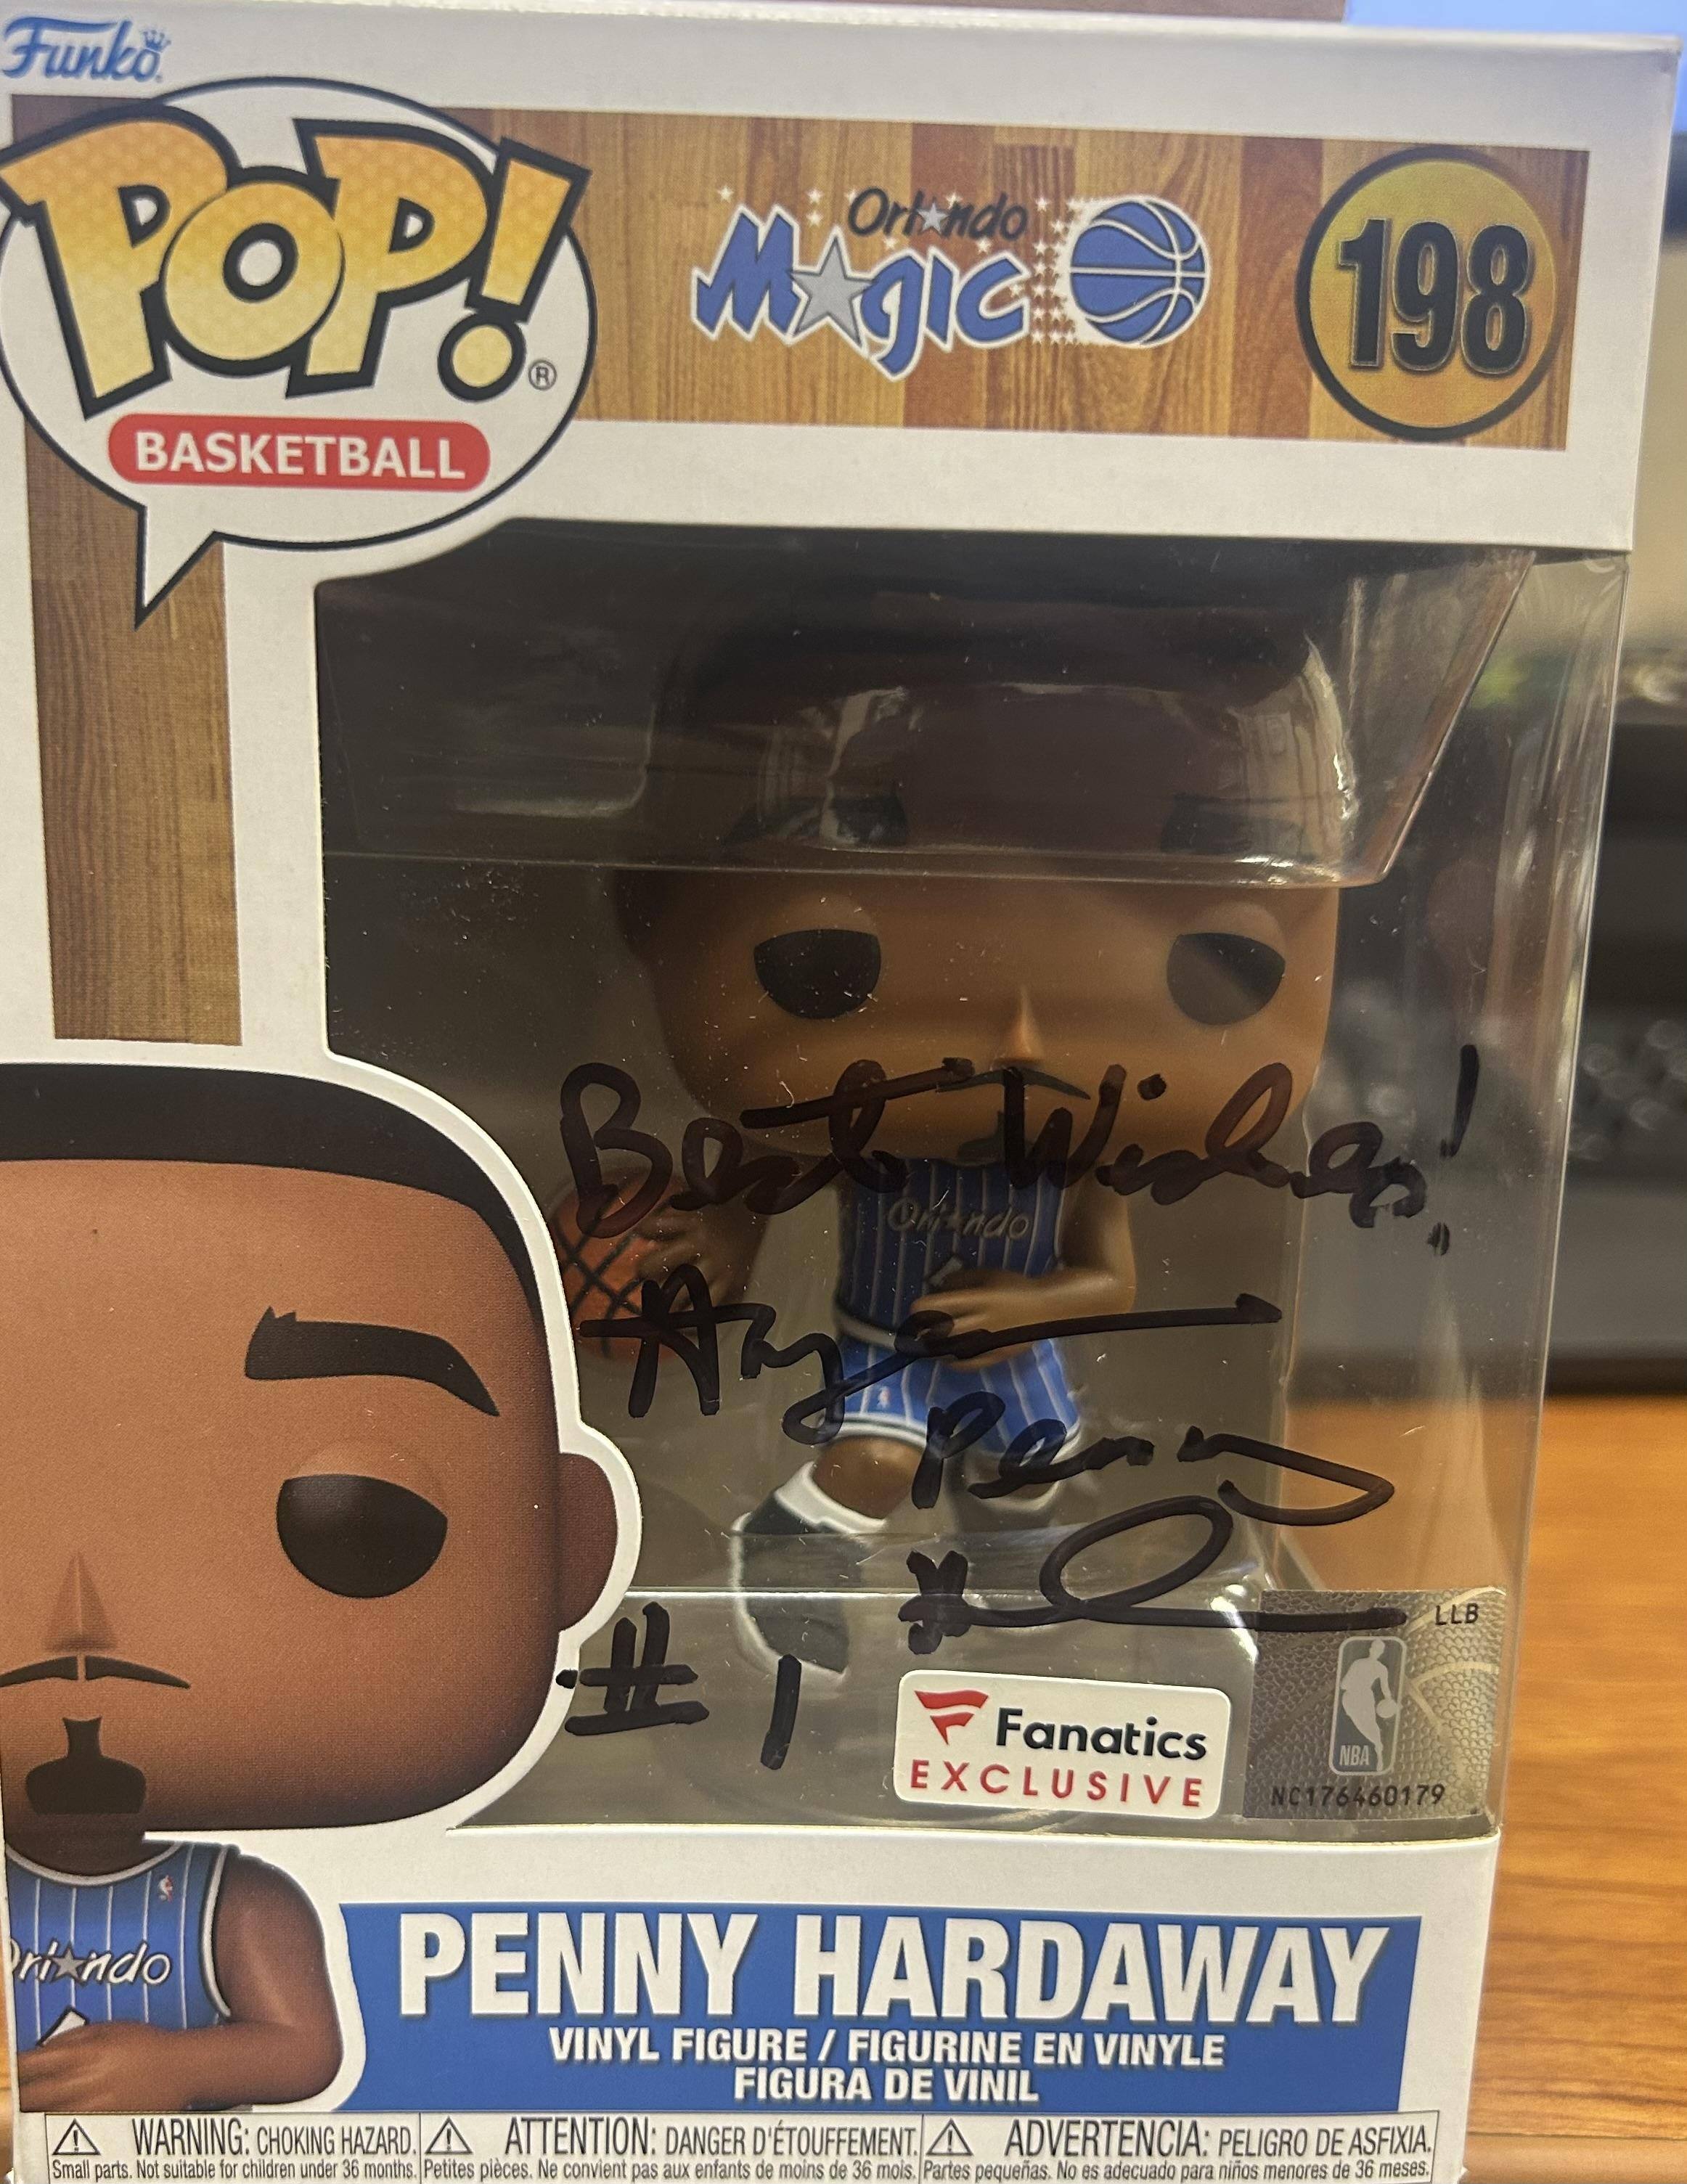 Funko
POP!®
BASKETBALL
Orlando
Magic
198
Best Wishes!
Orlando
Penny
#1
LLB
Fanatics
EXCLUSIVE
NBA
NC176460179
Orlando
PENNY HARDAWAY
VINYL FIGURE / FIGURINE EN VINYLE
FIGURA DE VINIL
WARNING: CHOKING HAZARD.
Small parts. Not suitable for children under 36 months.
ATTENTION: DANGER D'ÉTOUFFEMENT.
Petites pièces. Ne convient pas aux enfants de moins de 36 mois.
ADVERTENCIA: PELIGRO DE ASFIXIA.
Partes pequeñas. No es adecuado para niños menores de 36 meses.